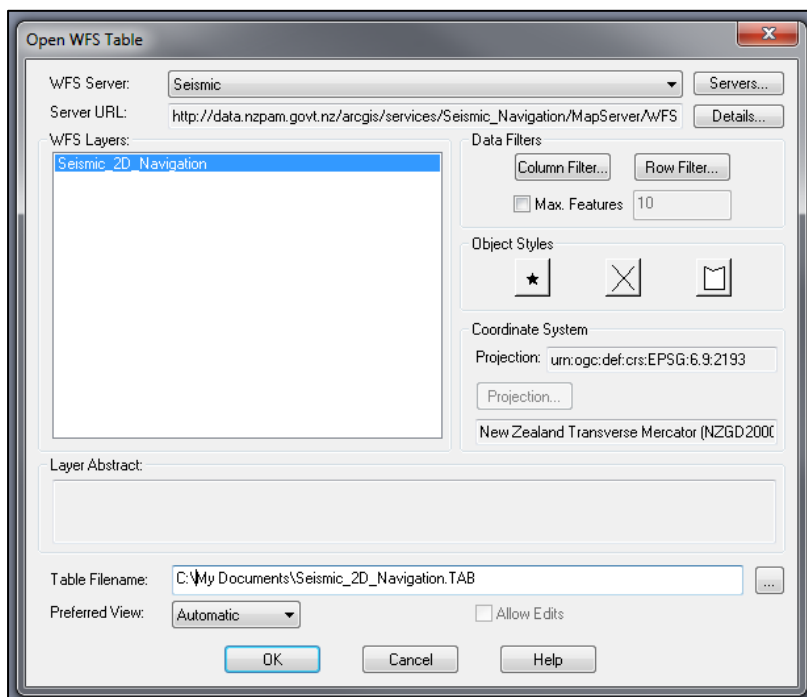 Open WFS Table
WFS Server:
Seismic
Servers...
Server URL:
http://data.nzpam.govt.nz/arcgis/services/Seismic_Navigation/MapServer/WFS
Details...
WFS Layers:
Seismic_2D_Navigation
Data Filters
Column Filter...
Row Filter...
Max. Features
10
Object Styles
Coordinate System
Projection:
urn:ogc:def:crs:EPSG:6.9:2193
Projection...
New Zealand Transverse Mercator (NZGD2000
Layer Abstract:
Table Filename:
C:\My Documents\Seismic_2D_Navigation.TAB
...
Preferred View:
Automatic
Allow Edits
OK
Cancel
Help